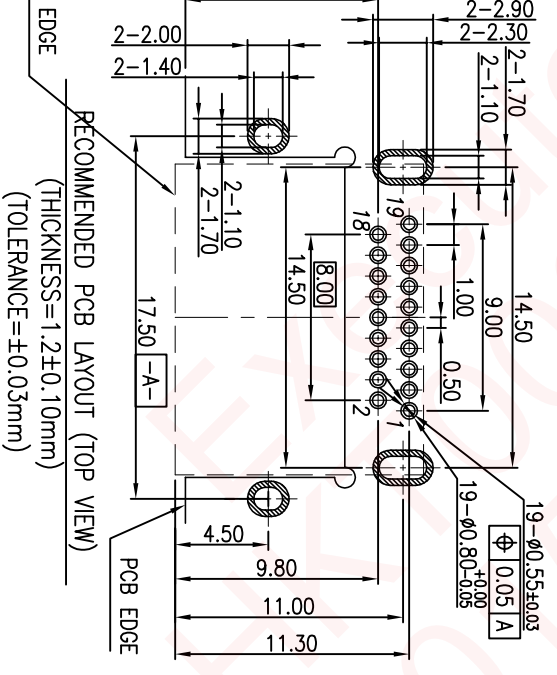 2-2.90
2-2.30
2-2.00
2-1.40
2-1.70
2-1.10
EDGE
2-1.10
2-1.70
18
19
2
1
14.50
9.00
1.00
0.50
8.00
14.50
17.50
-A-
19-Ø0.55±0.03
⌖ 0.05 A
19-Ø0.80+0.00
-0.05
4.50
9.80
11.00
11.30
PCB EDGE
RECOMMENDED PCB LAYOUT (TOP VIEW)
(THICKNESS=1.2±0.10mm)
(TOLERANCE=±0.03mm)